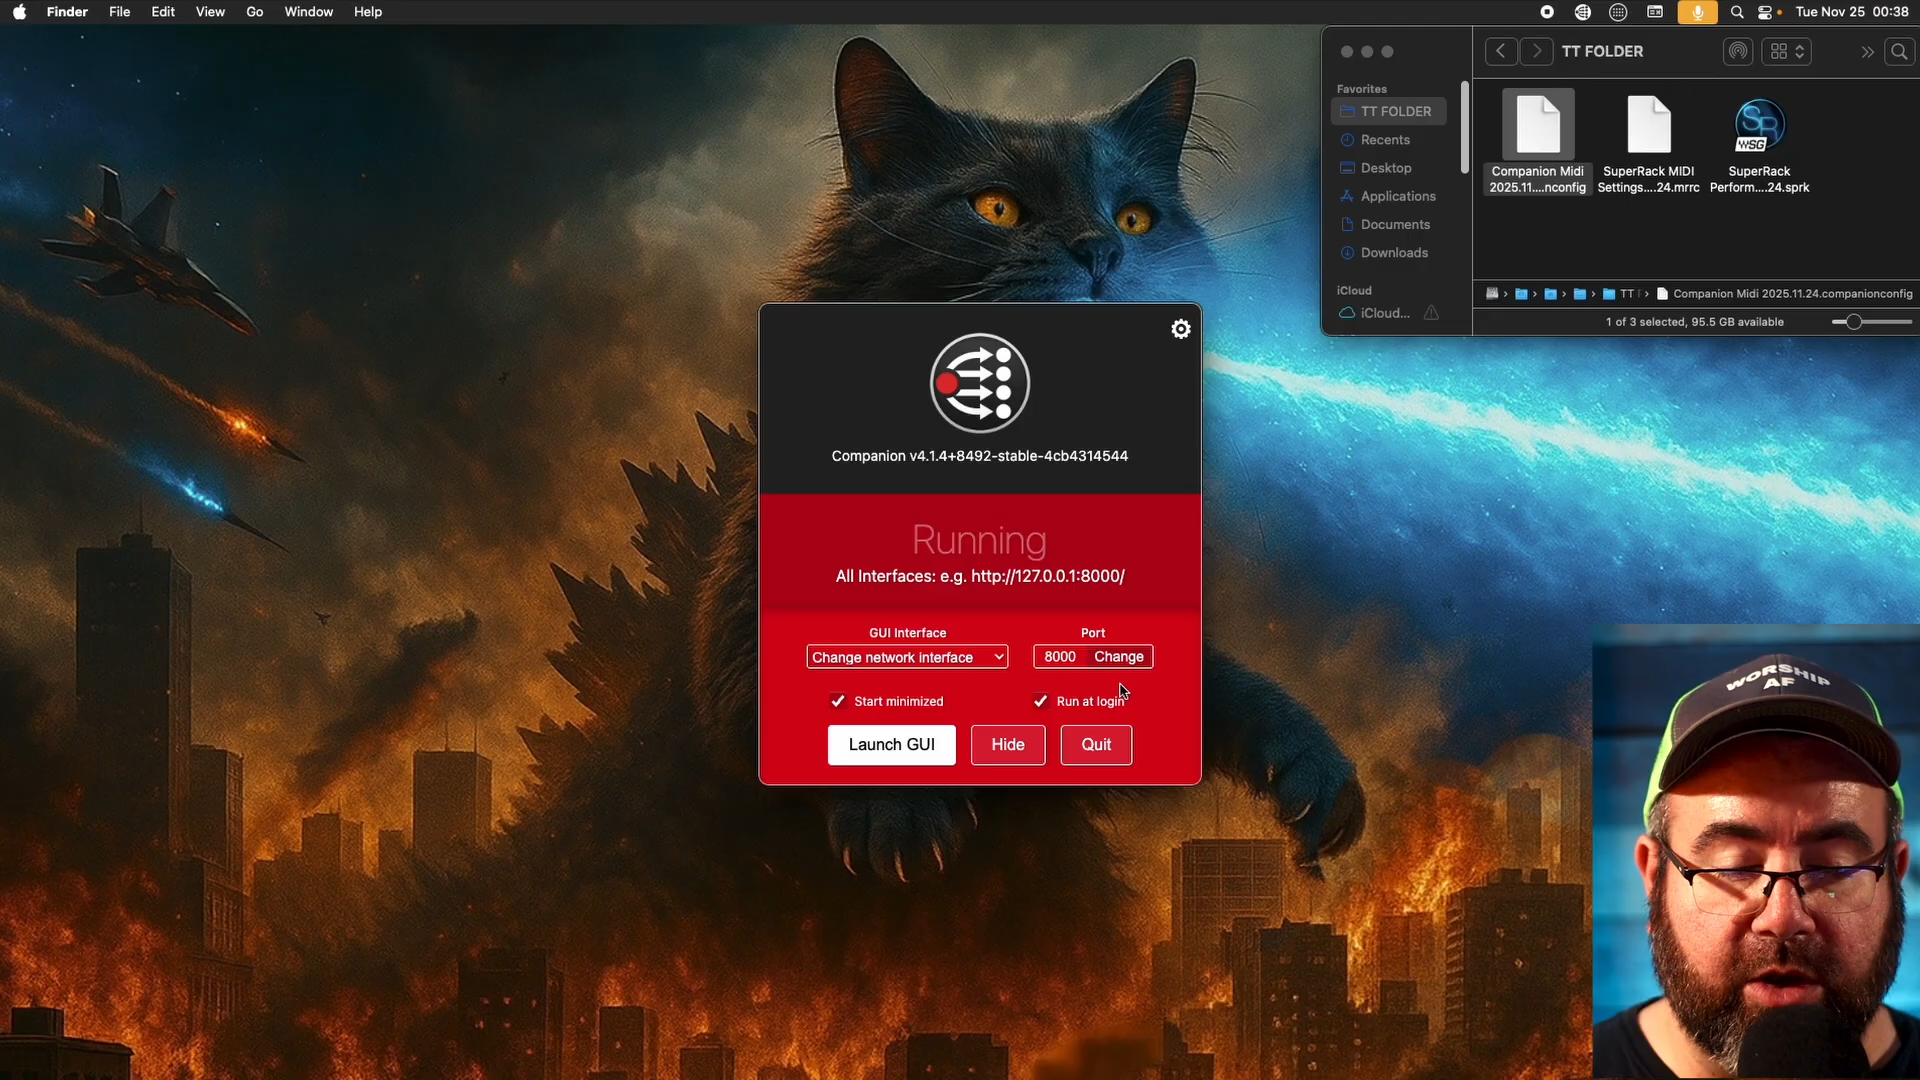 Finder File Edit View Go Window Help
Tue Nov 25 00:38
TT FOLDER
Favorites
TT FOLDER
Recents
Desktop
Applications
Documents
Downloads
iCloud
iCloud...
Companion Midi
2025.11....nconfig
SuperRack MIDI
Settings....24.mrrc
SR
WSG
SuperRack
Perform....24.sprk
TT
Companion Midi 2025.11.24.companionconfig
1 of 3 selected, 95.5 GB available
Companion v4.1.4+8492-stable-4cb4314544
Running
All Interfaces: e.g. http://127.0.0.1:8000/
GUI Interface
Port
Change network interface
8000 Change
Start minimized
Run at login
Launch GUI
Hide
Quit
WORSHIP
AF